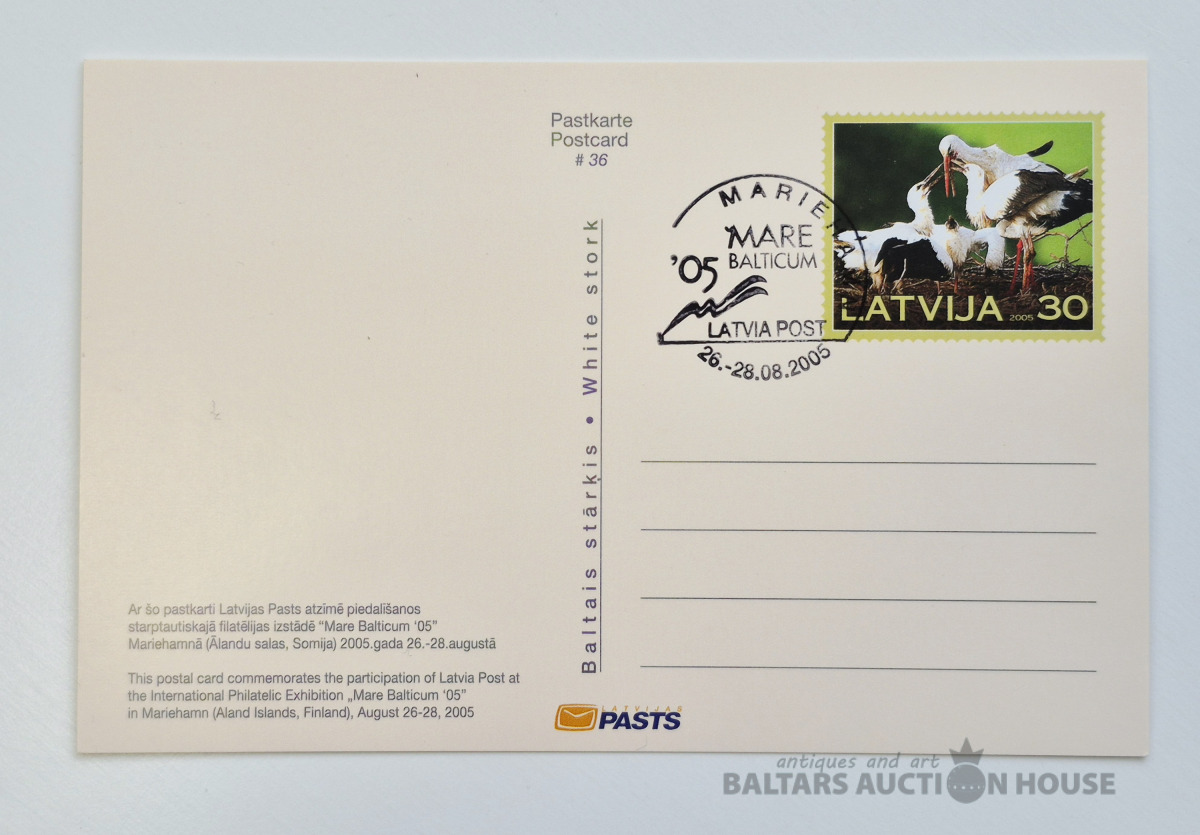 Pastkarte
Postcard
# 36
MARIEHA
MARE
'05
BALTICUM
LATVIA POST
26.-28.08.2005
LATVIJA 2005 30
Baltais stārķis • White stork
Ar šo pastkarti Latvijas Pasts atzīmē piedalīšanos
starptautiskajā filatēlijas izstādē “Mare Balticum ‘05”
Mariehamnā (Ālandu salas, Somija) 2005.gada 26.-28.augustā
This postal card commemorates the participation of Latvia Post at
the International Philatelic Exhibition „Mare Balticum ‘05”
in Mariehamn (Aland Islands, Finland), August 26-28, 2005
LATVIJAS
PASTS
antiques and art
BALTARS AUCTION HOUSE